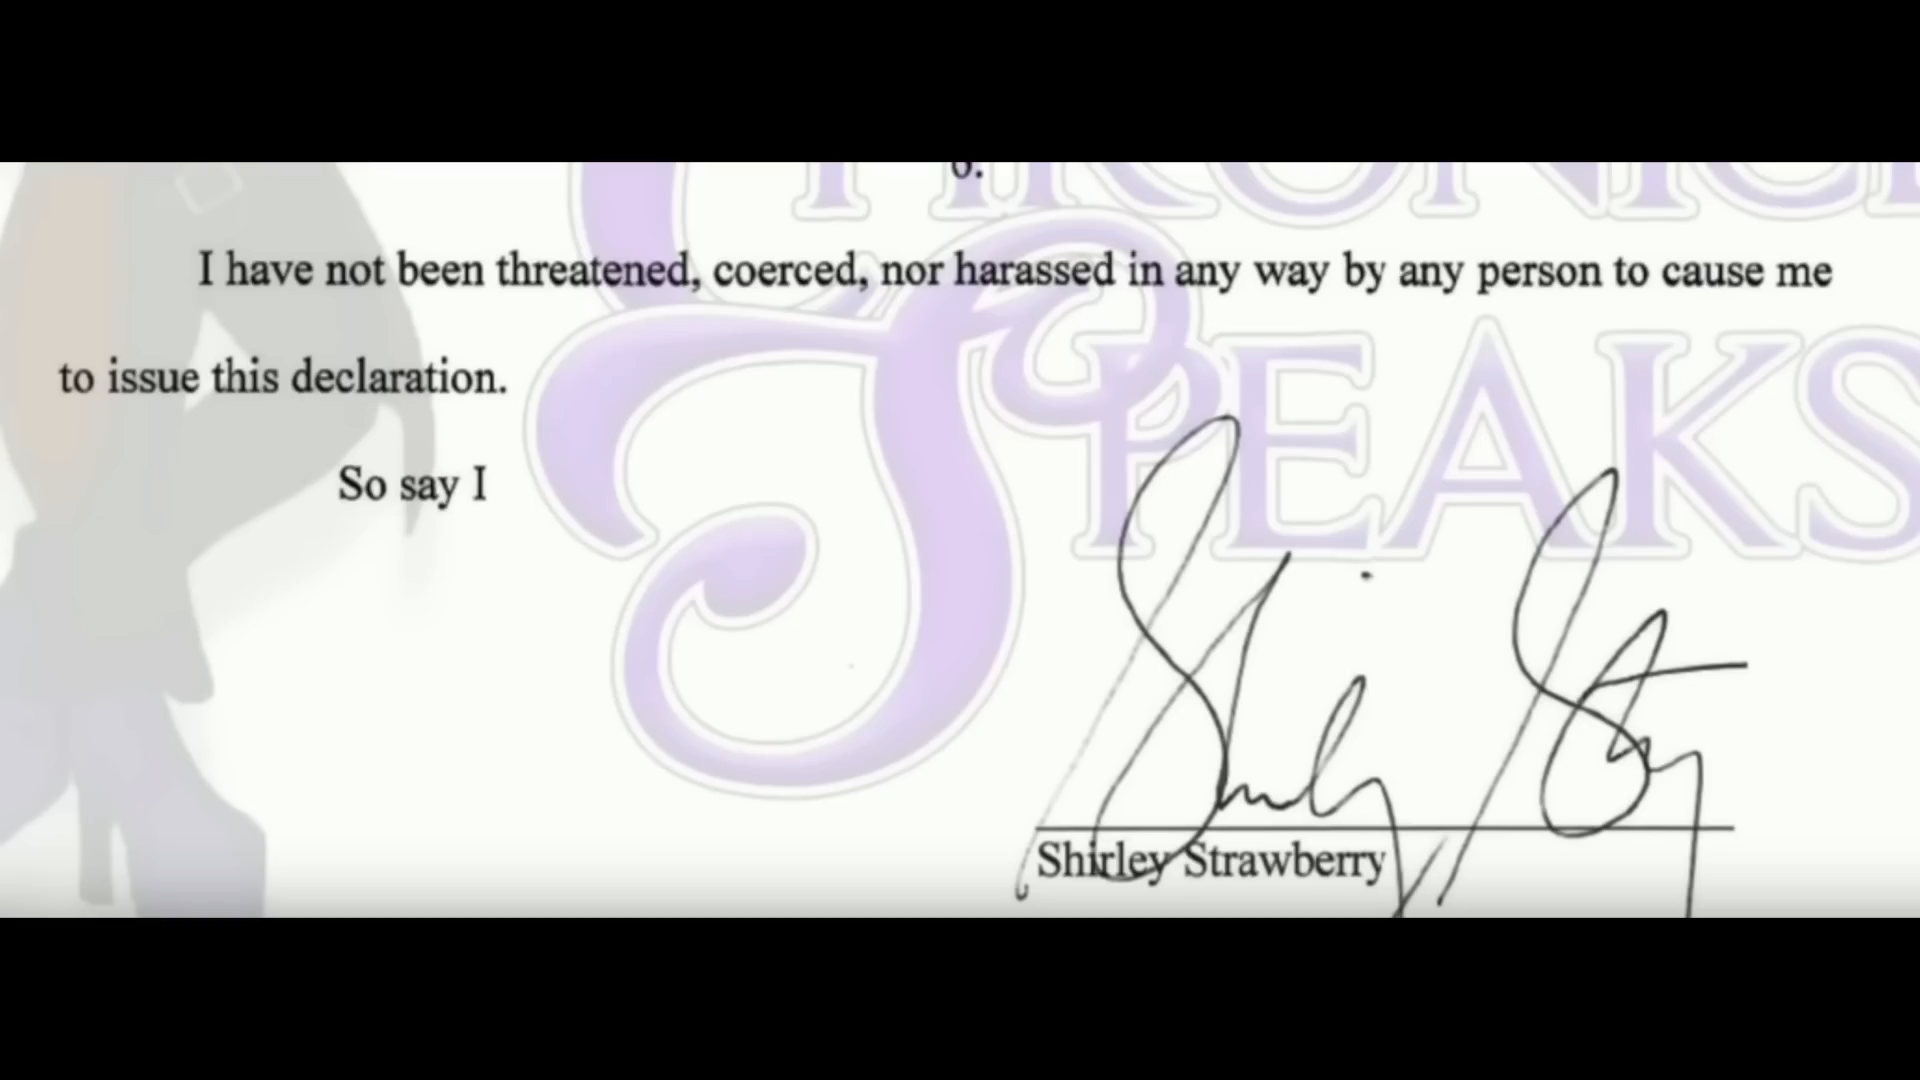 I have not been threatened, coerced, nor harassed in any way by any person to cause me
to issue this declaration.
So say I
SPEAKS
Shirley Strawberry